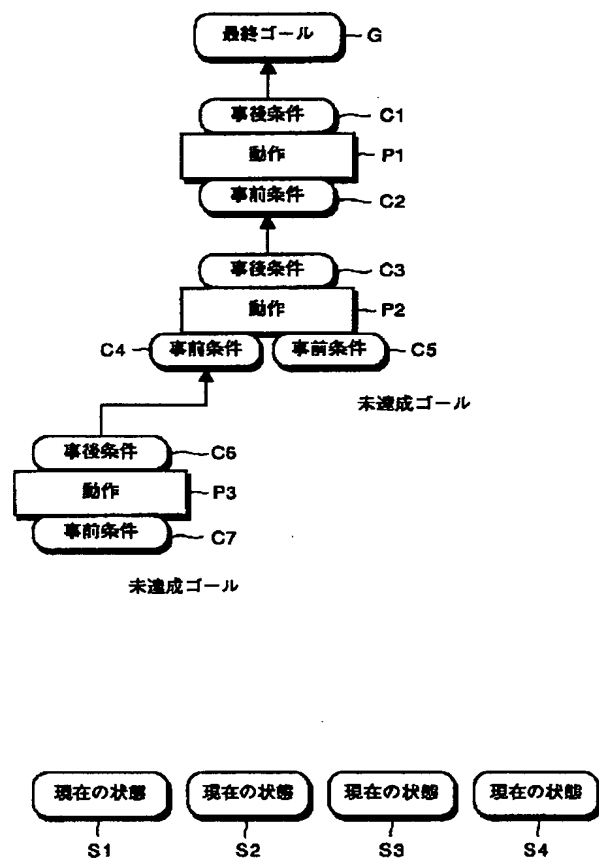 最終ゴール G
事後条件 C1
動作 P1
事前条件 C2
事後条件 C3
動作 P2
C4 事前条件 事前条件 C5
未達成ゴール
事後条件 C6
動作 P3
事前条件 C7
未達成ゴール
現在の状態 現在の状態 現在の状態 現在の状態
S1 S2 S3 S4